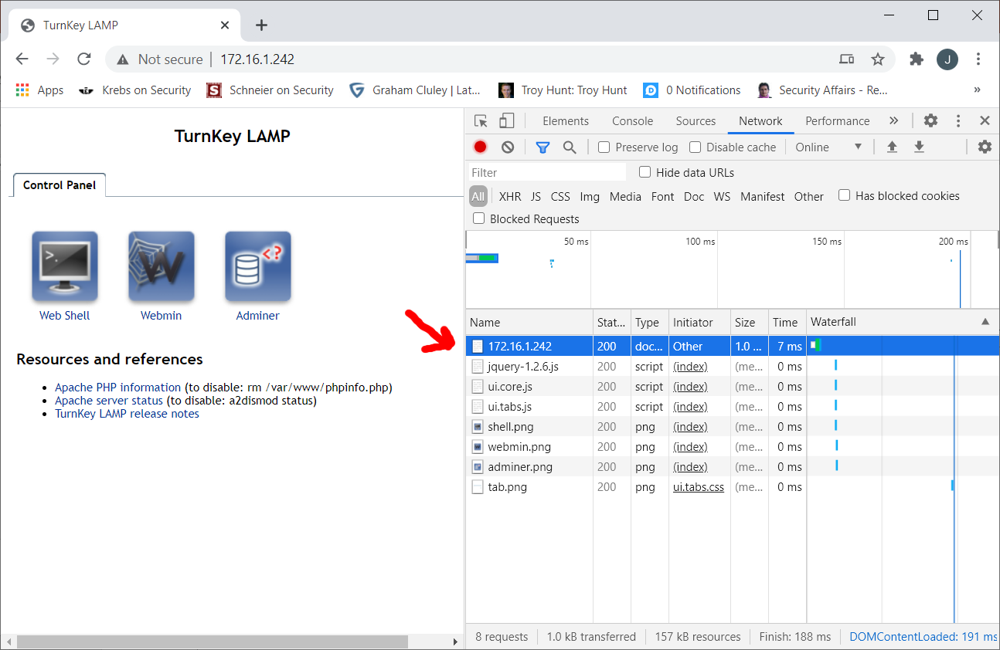 TurnKey LAMP
Not secure 172.16.1.242 J
Apps Krebs on Security Schneier on Security Graham Cluley | Lat... Troy Hunt: Troy Hunt 0 Notifications Security Affairs - Re... »
TurnKey LAMP
Control Panel
Web Shell Webmin Adminer
Resources and references
Apache PHP information (to disable: rm /var/www/phpinfo.php)
Apache server status (to disable: a2dismod status)
TurnKey LAMP release notes
Elements Console Sources Network Performance »
Preserve log Disable cache Online
Filter Hide data URLs
All XHR JS CSS Img Media Font Doc WS Manifest Other Has blocked cookies
Blocked Requests
50 ms 100 ms 150 ms 200 ms
Name Stat... Type Initiator Size Time Waterfall
172.16.1.242 200 doc... Other 1.0 ... 7 ms
jquery-1.2.6.js 200 script (index) (me... 0 ms
ui.core.js 200 script (index) (me... 0 ms
ui.tabs.js 200 script (index) (me... 0 ms
shell.png 200 png (index) (me... 0 ms
webmin.png 200 png (index) (me... 0 ms
adminer.png 200 png (index) (me... 0 ms
tab.png 200 png ui.tabs.css (me... 0 ms
8 requests 1.0 kB transferred 157 kB resources Finish: 188 ms DOMContentLoaded: 191 ms